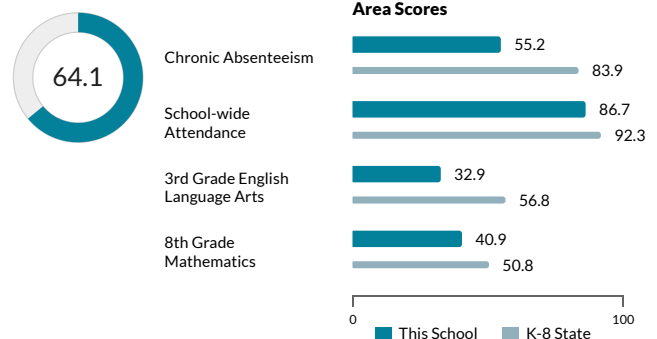 Area Scores
64.1
Chronic Absenteeism
55.2
83.9
School-wide
Attendance
86.7
92.3
3rd Grade English
Language Arts
32.9
56.8
8th Grade
Mathematics
40.9
50.8
0
100
This School
K-8 State